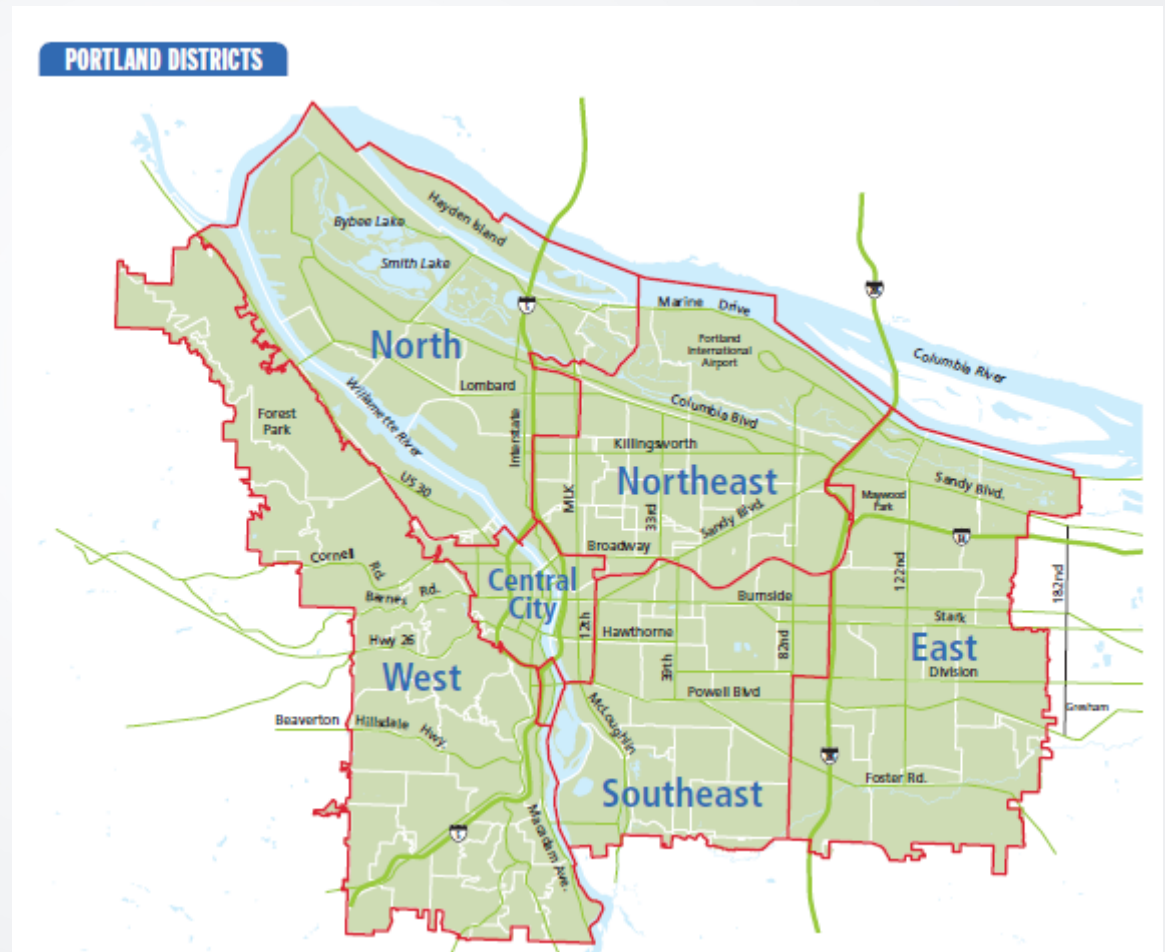 PORTLAND DISTRICTS
Hayden Island
Bybee Lake
Smith Lake
5
Marine Drive
Portland
International
Airport
Columbia River
North
Lombard
Columbia Blvd
Willamette River
Forest
Park
Interstate
Killingsworth
Northeast
US 30
MLK
33rd
Sandy Blvd.
Sandy Blvd.
Maywood
Park
Broadway
Cornell
Rd.
Central
City
122nd
182nd
Barnes Rd.
Burnside
Stark
12th
Hawthorne
82nd
Hwy 26
39th
East
Division
West
Powell Blvd
Gresham
Beaverton Hillsdale Hwy.
McLoughlin
Foster Rd.
Southeast
Macadam Ave.
5